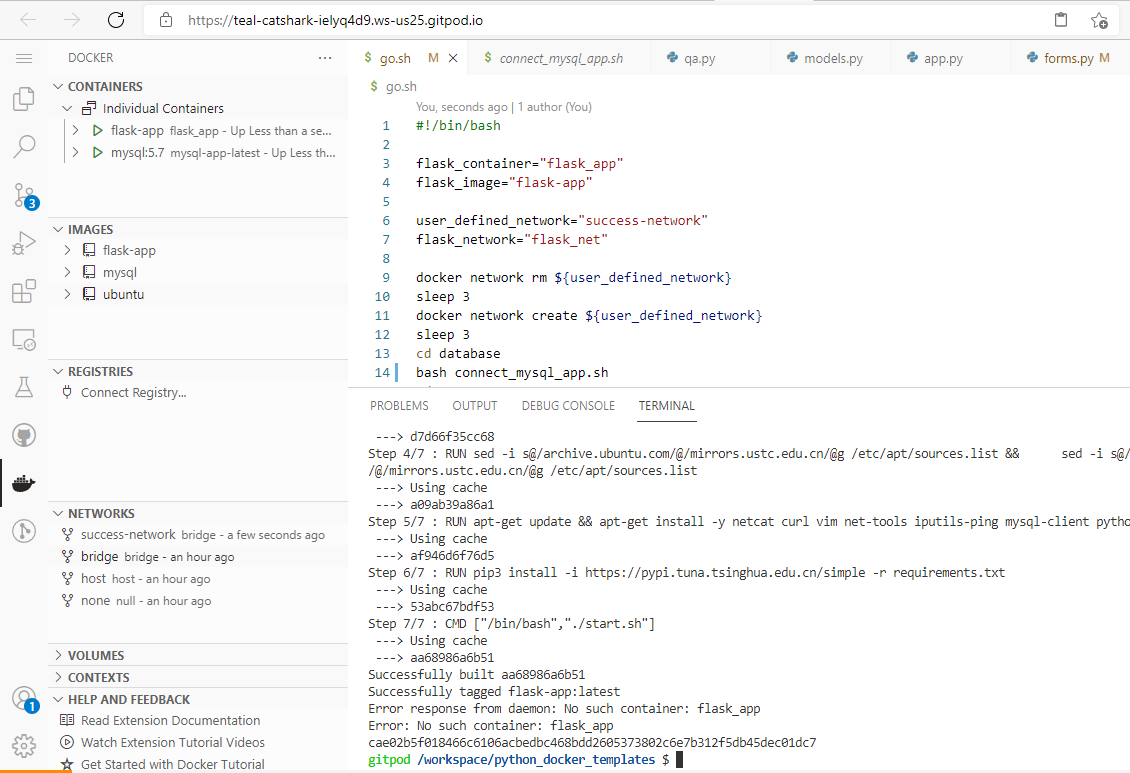 https://teal-catshark-ielyq4d9.ws-us25.gitpod.io
DOCKER
CONTAINERS
Individual Containers
flask-app flask_app - Up Less than a se...
mysql:5.7 mysql-app-latest - Up Less th...
3
IMAGES
flask-app
mysql
ubuntu
REGISTRIES
Connect Registry...
NETWORKS
success-network bridge - a few seconds ago
bridge bridge - an hour ago
host host - an hour ago
none null - an hour ago
VOLUMES
CONTEXTS
HELP AND FEEDBACK
1
Read Extension Documentation
Watch Extension Tutorial Videos
Get Started with Docker Tutorial
$ go.sh M
$ connect_mysql_app.sh
qa.py
models.py
app.py
forms.py M
$ go.sh
You, seconds ago | 1 author (You)
1 #!/bin/bash
2
3 flask_container="flask_app"
4 flask_image="flask-app"
5
6 user_defined_network="success-network"
7 flask_network="flask_net"
8
9 docker network rm ${user_defined_network}
10 sleep 3
11 docker network create ${user_defined_network}
12 sleep 3
13 cd database
14 bash connect_mysql_app.sh
PROBLEMS OUTPUT DEBUG CONSOLE TERMINAL
---> d7d66f35cc68
Step 4/7 : RUN sed -i s@/archive.ubuntu.com/@/mirrors.ustc.edu.cn/@g /etc/apt/sources.list && sed -i s@/
/@/mirrors.ustc.edu.cn/@g /etc/apt/sources.list
---> Using cache
---> a09ab39a86a1
Step 5/7 : RUN apt-get update && apt-get install -y netcat curl vim net-tools iputils-ping mysql-client pytho
---> Using cache
---> af946d6f76d5
Step 6/7 : RUN pip3 install -i https://pypi.tuna.tsinghua.edu.cn/simple -r requirements.txt
---> Using cache
---> 53abc67bdf53
Step 7/7 : CMD ["/bin/bash","./start.sh"]
---> Using cache
---> aa68986a6b51
Successfully built aa68986a6b51
Successfully tagged flask-app:latest
Error response from daemon: No such container: flask_app
Error: No such container: flask_app
cae02b5f018466c6106acbedbc468bdd2605373802c6e7b312f5db45dec01dc7
gitpod /workspace/python_docker_templates $